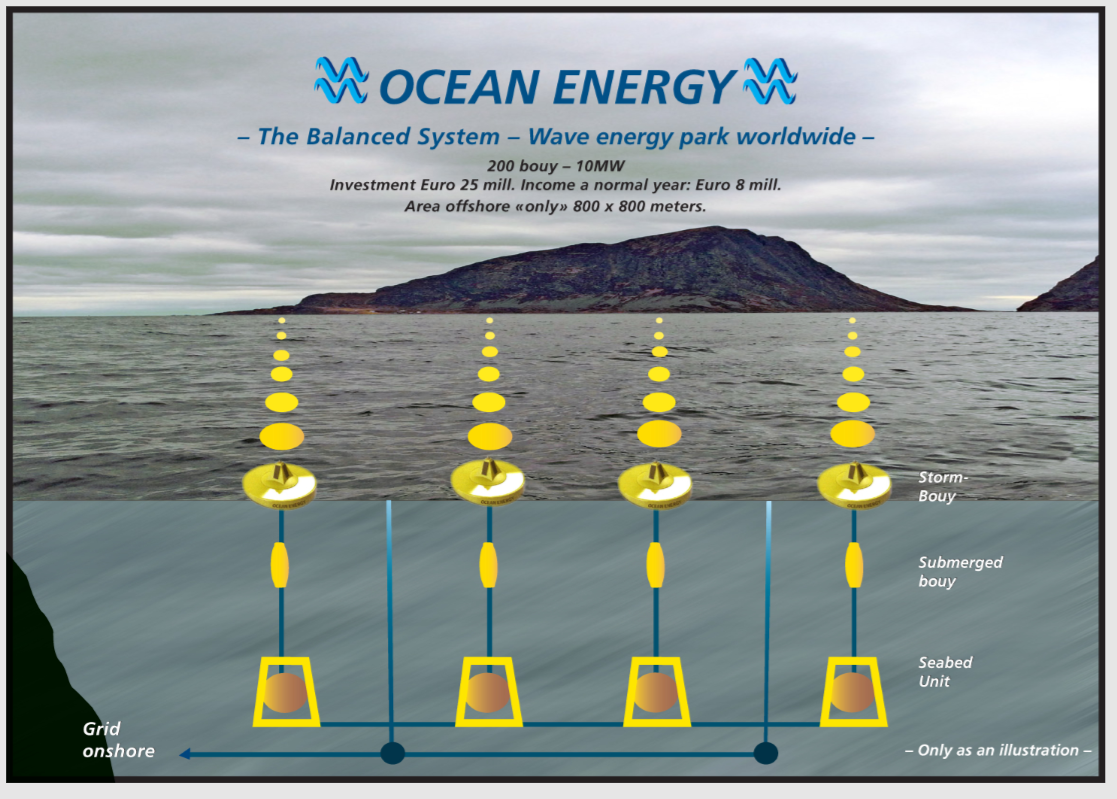 OCEAN ENERGY
– The Balanced System – Wave energy park worldwide –
200 bouy – 10MW
Investment Euro 25 mill. Income a normal year: Euro 8 mill.
Area offshore «only» 800 x 800 meters.
Storm-
Bouy
Submerged
bouy
Seabed
Unit
Grid
onshore
– Only as an illustration –